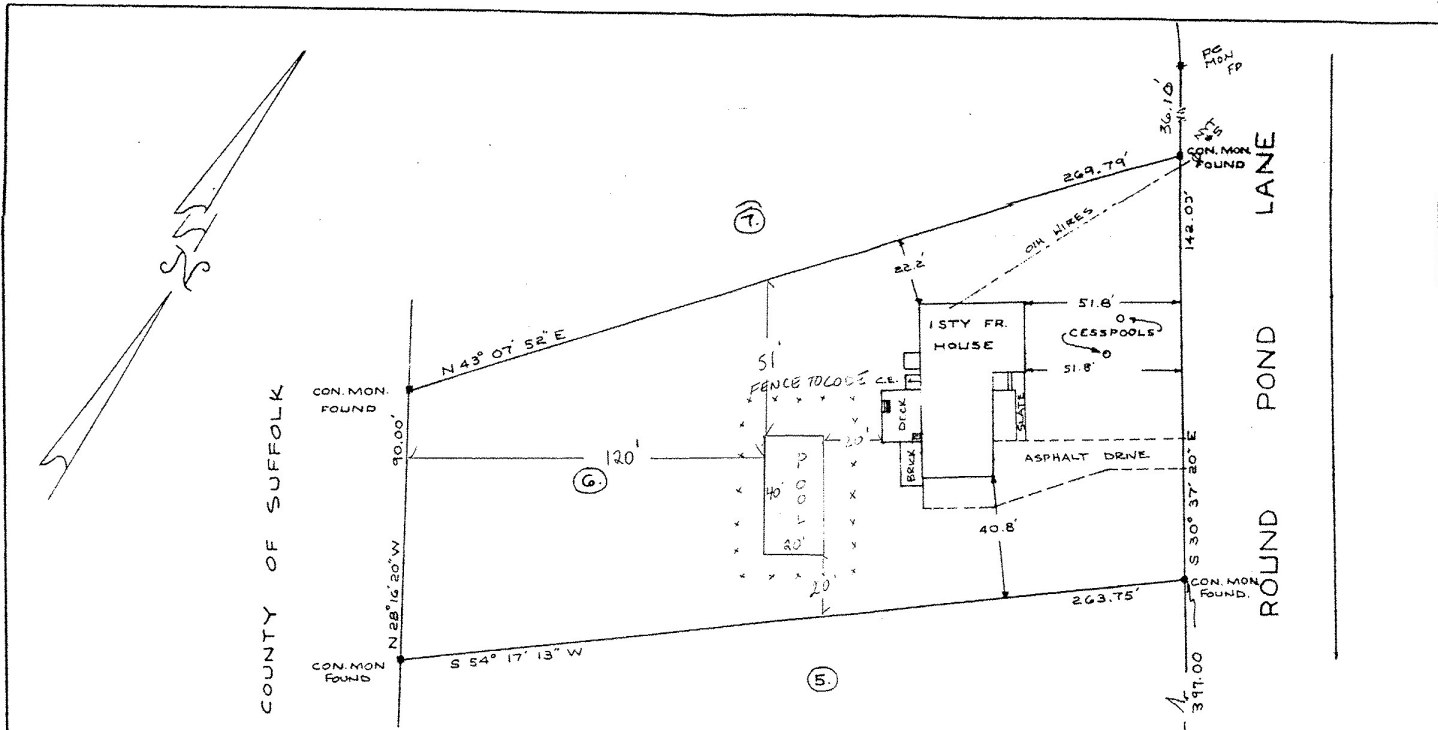 PC
MON
FD
36.10'
CON. MON.
FOUND
269.79'
LANE
7.
O/H WIRES
142.03'
22.2'
51.8'
1 STY FR.
HOUSE
CESSPOOLS
N 43° 07' 52" E
51'
51.8'
POND
FENCE TO CODE
C.E.
CON. MON.
FOUND
DECK
SLATE
90.00'
20'
120'
6.
POOL
BRICK
ASPHALT DRIVE
40'
40.8'
20'
S 30° 37' 20" E
ROUND
COUNTY OF SUFFOLK
N 28° 16' 20" W
20'
263.75'
CON. MON
FOUND.
S 54° 17' 13" W
CON. MON
FOUND
5.
397.00